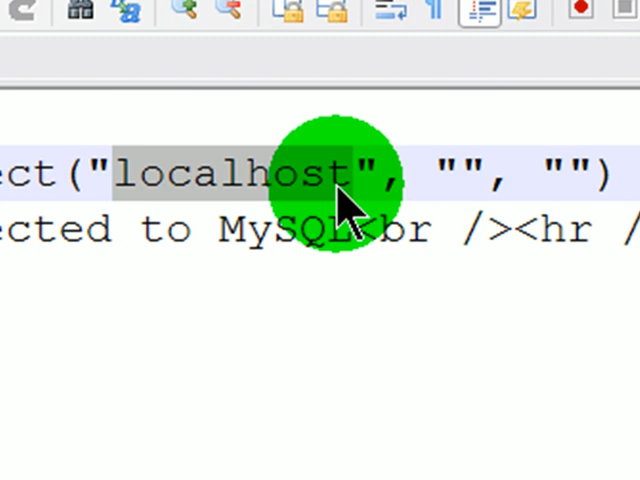 ect("localhost", "", "")
ected to MySQL<br /><hr /